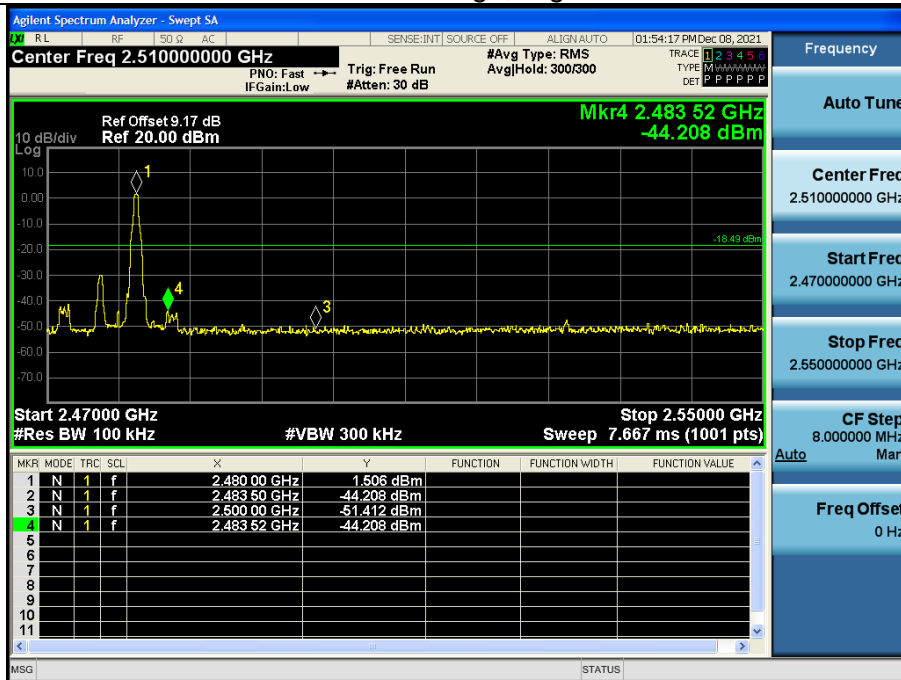 Agilent Spectrum Analyzer - Swept SA
LXI RL RF 50 Ω AC SENSE:INT SOURCE OFF ALIGN AUTO 01:54:17 PM Dec 08, 2021
Center Freq 2.510000000 GHz #Avg Type: RMS TRACE 1 2 3 4 5 6
PNO: Fast Trig: Free Run Avg|Hold: 300/300 TYPE M WWWWW
IFGain:Low #Atten: 30 dB DET P P P P P P
Mkr4 2.483 52 GHz
-44.208 dBm
Ref Offset 9.17 dB
10 dB/div Ref 20.00 dBm
Log
10.0
0.00
-10.0
-20.0
-30.0
-40.0
-50.0
-60.0
-70.0
1
4
3
-18.49 dBm
Start 2.47000 GHz Stop 2.55000 GHz
#Res BW 100 kHz #VBW 300 kHz Sweep 7.667 ms (1001 pts)
MKR MODE TRC SCL X Y FUNCTION FUNCTION WIDTH FUNCTION VALUE
1 N 1 f 2.480 00 GHz 1.506 dBm
2 N 1 f 2.483 50 GHz -44.208 dBm
3 N 1 f 2.500 00 GHz -51.412 dBm
4 N 1 f 2.483 52 GHz -44.208 dBm
5
6
7
8
9
10
11
MSG STATUS
Frequency
Auto Tune
Center Freq
2.510000000 GHz
Start Freq
2.470000000 GHz
Stop Freq
2.550000000 GHz
CF Step
8.000000 MHz
Auto Man
Freq Offset
0 Hz